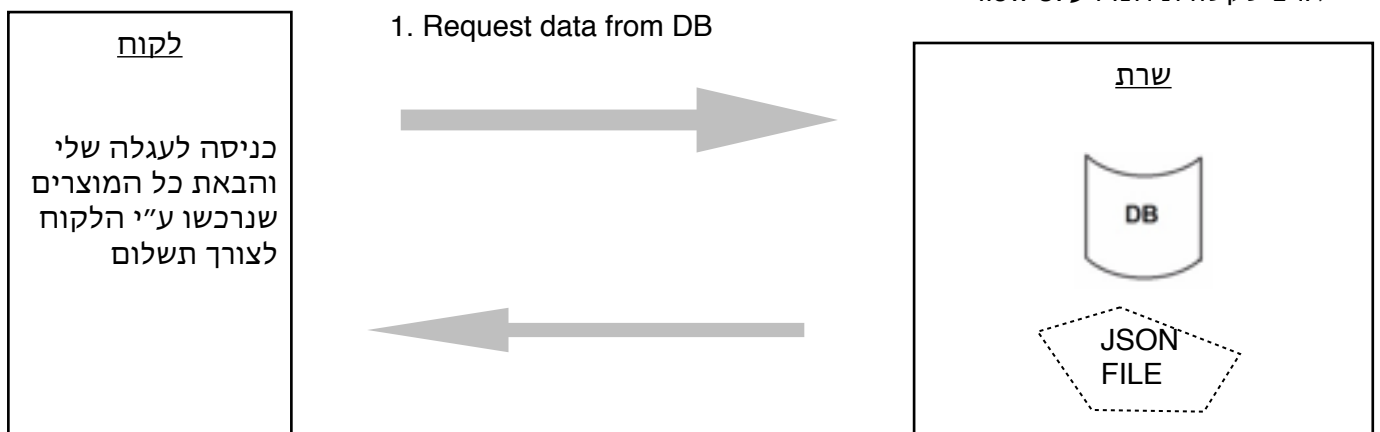 לקוח
כניסה לעגלה שלי
והבאת כל המוצרים
שנרכשו ע״י הלקוח
לצורך תשלום
1. Request data from DB
שרת
DB
JSON
FILE